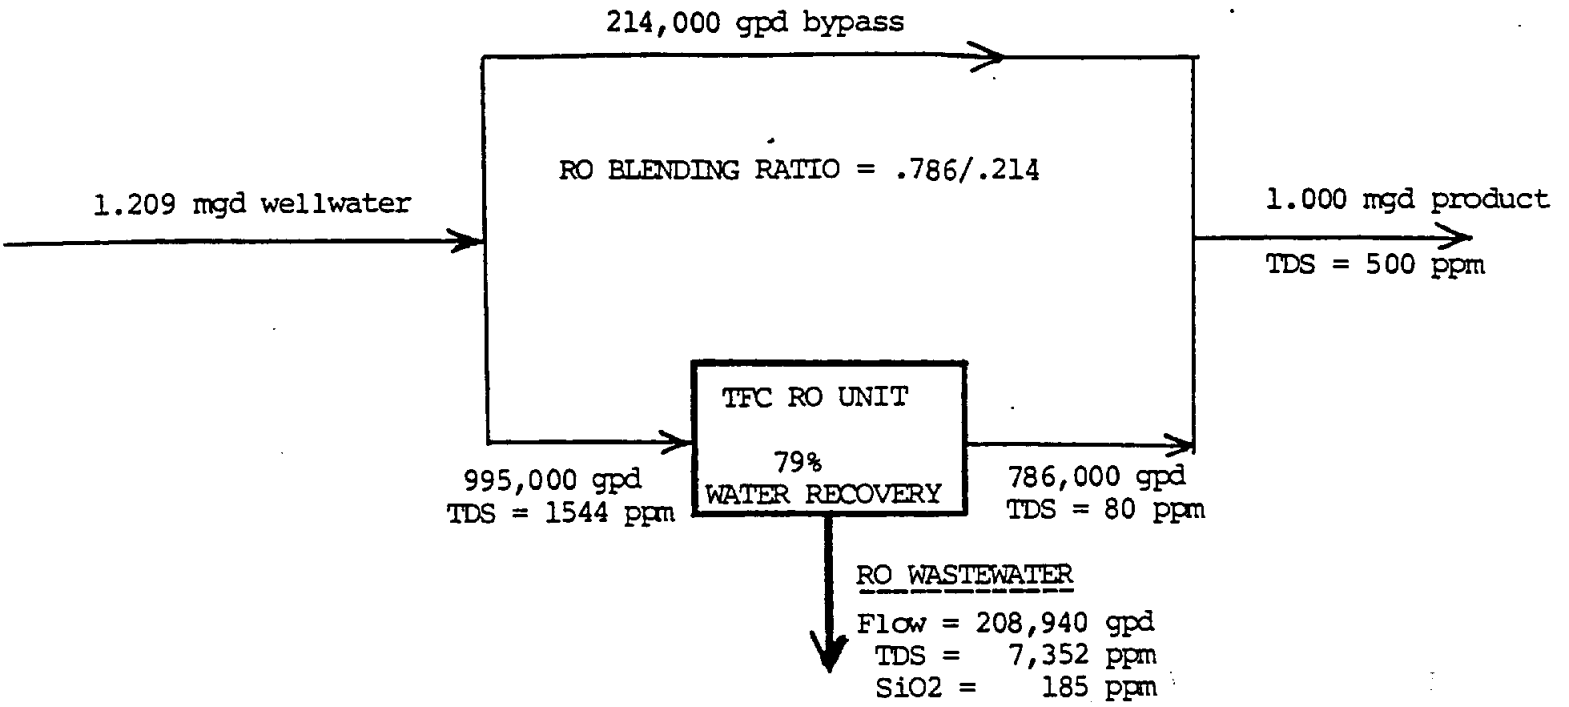 214,000 gpd bypass
RO BLENDING RATIO = .786/.214
1.209 mgd wellwater
1.000 mgd product
TDS = 500 ppm
TFC RO UNIT
79%
WATER RECOVERY
995,000 gpd
TDS = 1544 ppm
786,000 gpd
TDS = 80 ppm
RO WASTEWATER
Flow = 208,940 gpd
TDS = 7,352 ppm
SiO2 = 185 ppm